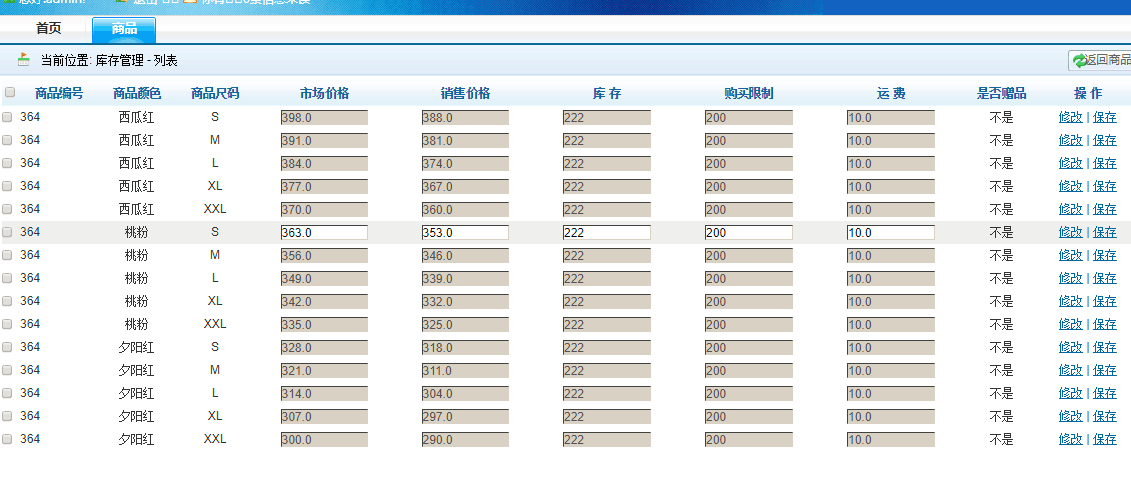 您好:admin!
首页 商品
当前位置: 库存管理 - 列表 返回商品
商品编号 商品颜色 商品尺码 市场价格 销售价格 库 存 购买限制 运 费 是否赠品 操 作
364 西瓜红 S 398.0 388.0 222 200 10.0 不是 修改 | 保存
364 西瓜红 M 391.0 381.0 222 200 10.0 不是 修改 | 保存
364 西瓜红 L 384.0 374.0 222 200 10.0 不是 修改 | 保存
364 西瓜红 XL 377.0 367.0 222 200 10.0 不是 修改 | 保存
364 西瓜红 XXL 370.0 360.0 222 200 10.0 不是 修改 | 保存
364 桃粉 S 363.0 353.0 222 200 10.0 不是 修改 | 保存
364 桃粉 M 356.0 346.0 222 200 10.0 不是 修改 | 保存
364 桃粉 L 349.0 339.0 222 200 10.0 不是 修改 | 保存
364 桃粉 XL 342.0 332.0 222 200 10.0 不是 修改 | 保存
364 桃粉 XXL 335.0 325.0 222 200 10.0 不是 修改 | 保存
364 夕阳红 S 328.0 318.0 222 200 10.0 不是 修改 | 保存
364 夕阳红 M 321.0 311.0 222 200 10.0 不是 修改 | 保存
364 夕阳红 L 314.0 304.0 222 200 10.0 不是 修改 | 保存
364 夕阳红 XL 307.0 297.0 222 200 10.0 不是 修改 | 保存
364 夕阳红 XXL 300.0 290.0 222 200 10.0 不是 修改 | 保存